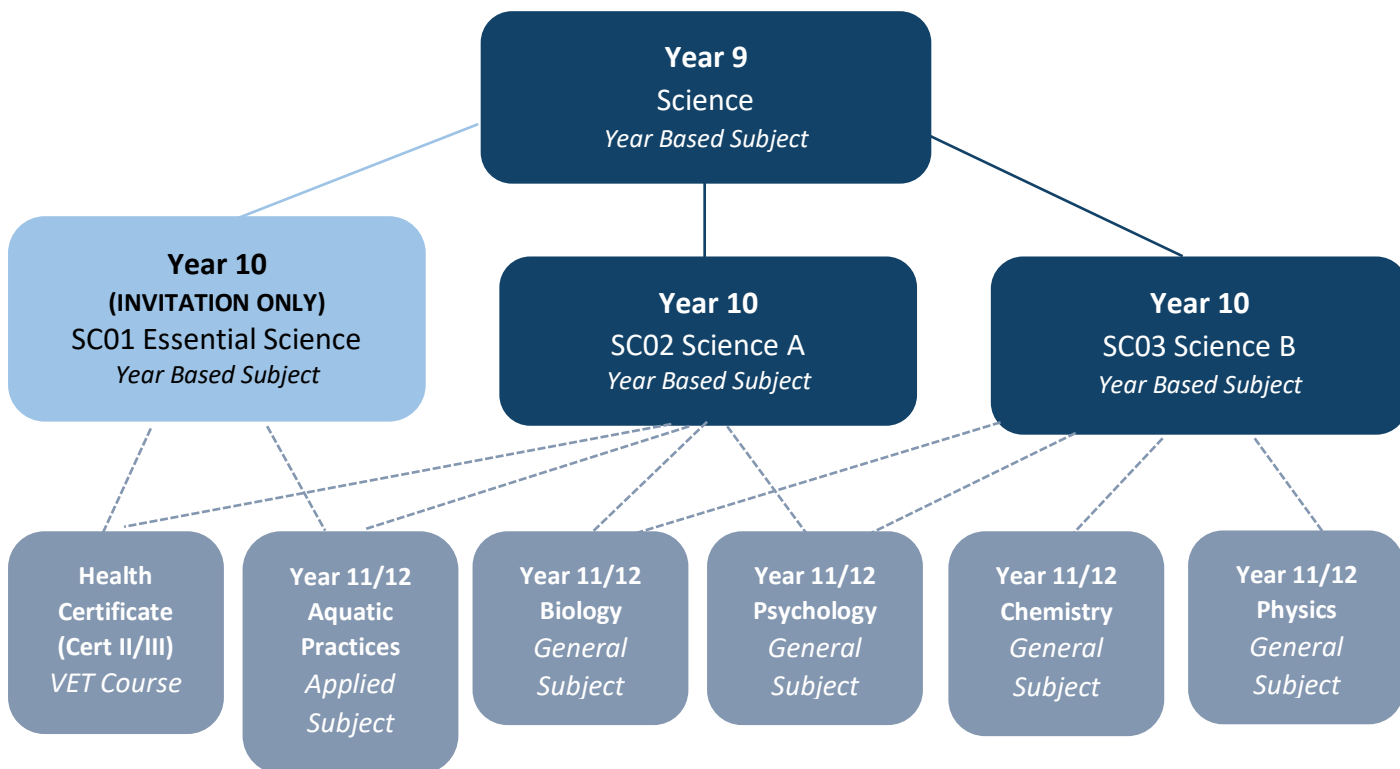 Year 9
Science
Year Based Subject
Year 10
(INVITATION ONLY)
SC01 Essential Science
Year Based Subject
Year 10
SC02 Science A
Year Based Subject
Year 10
SC03 Science B
Year Based Subject
Health
Certificate
(Cert II/III)
VET Course
Year 11/12
Aquatic
Practices
Applied
Subject
Year 11/12
Biology
General
Subject
Year 11/12
Psychology
General
Subject
Year 11/12
Chemistry
General
Subject
Year 11/12
Physics
General
Subject